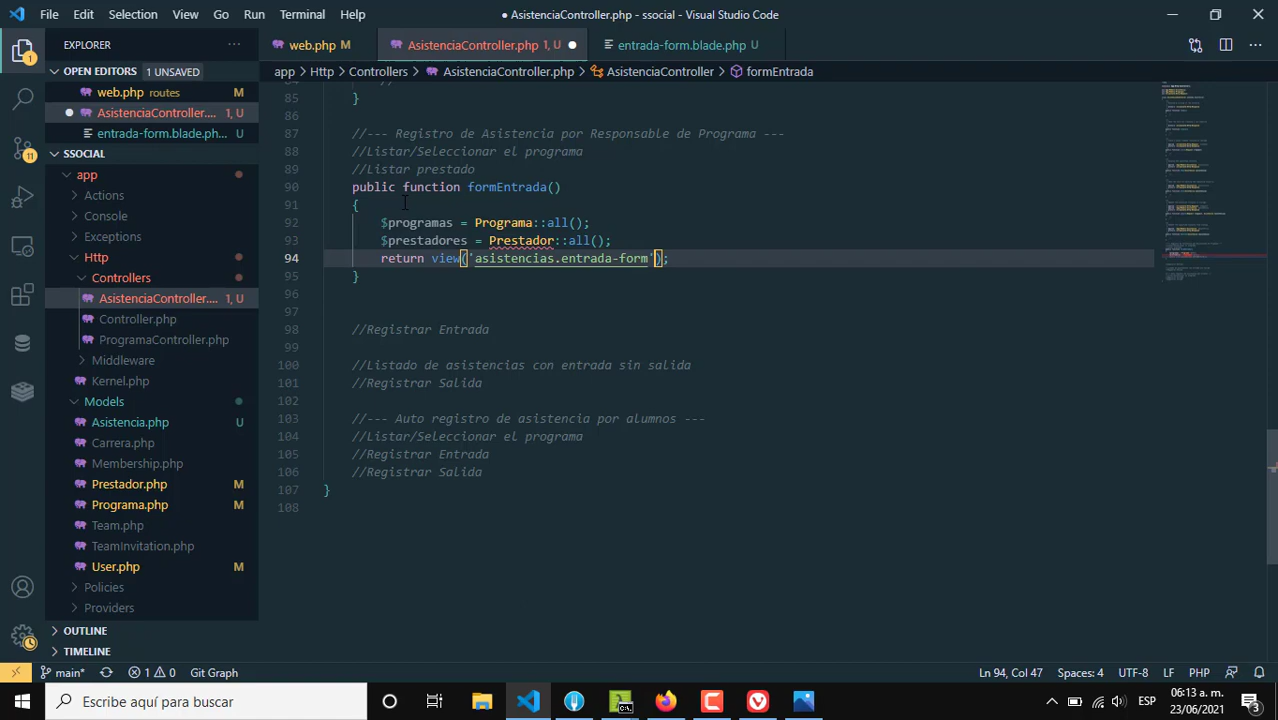 File Edit Selection View Go Run Terminal Help
● AsistenciaController.php - ssocial - Visual Studio Code
EXPLORER
web.php M
AsistenciaController.php 1, U ●
entrada-form.blade.php U
OPEN EDITORS 1 UNSAVED
app > Http > Controllers > AsistenciaController.php > AsistenciaController > formEntrada
web.php routes M
● AsistenciaController.... 1, U
entrada-form.blade.ph... U
SSOCIAL
app
Actions
Console
Exceptions
Http
Controllers
AsistenciaController.... 1, U
Controller.php
ProgramaController.php
Middleware
Kernel.php
Models
Asistencia.php U
Carrera.php
Membership.php
Prestador.php M
Programa.php M
Team.php
TeamInvitation.php
User.php M
Policies
Providers
OUTLINE
TIMELINE
85 }
86
87 //--- Registro de Asistencia por Responsable de Programa ---
88 //Listar/Seleccionar el programa
89 //Listar prestado
90 public function formEntrada()
91 {
92 $programas = Programa::all();
93 $prestadores = Prestador::all();
94 return view('asistencias.entrada-form');
95 }
96
97
98 //Registrar Entrada
99
100 //Listado de asistencias con entrada sin salida
101 //Registrar Salida
102
103 //--- Auto registro de asistencia por alumnos ---
104 //Listar/Seleccionar el programa
105 //Registrar Entrada
106 //Registrar Salida
107 }
108
main* 1 0 Git Graph
Ln 94, Col 47 Spaces: 4 UTF-8 LF PHP
Escribe aquí para buscar
ESP
06:13 a. m.
23/06/2021
11
3